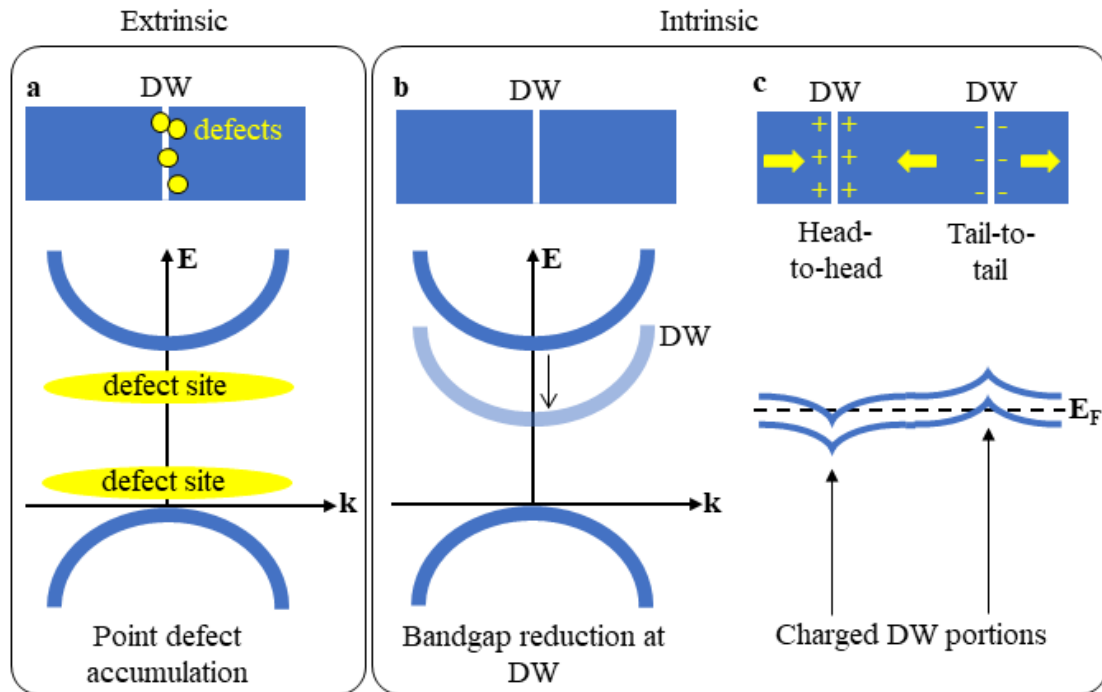 Extrinsic
Intrinsic
a
DW
defects
E
defect site
defect site
k
Point defect
accumulation
b
DW
E
DW
k
Bandgap reduction at
DW
c
DW
DW
+ +
+ +
+ +
- -
- -
- -
Head-
to-head
Tail-to-
tail
E_F
Charged DW portions